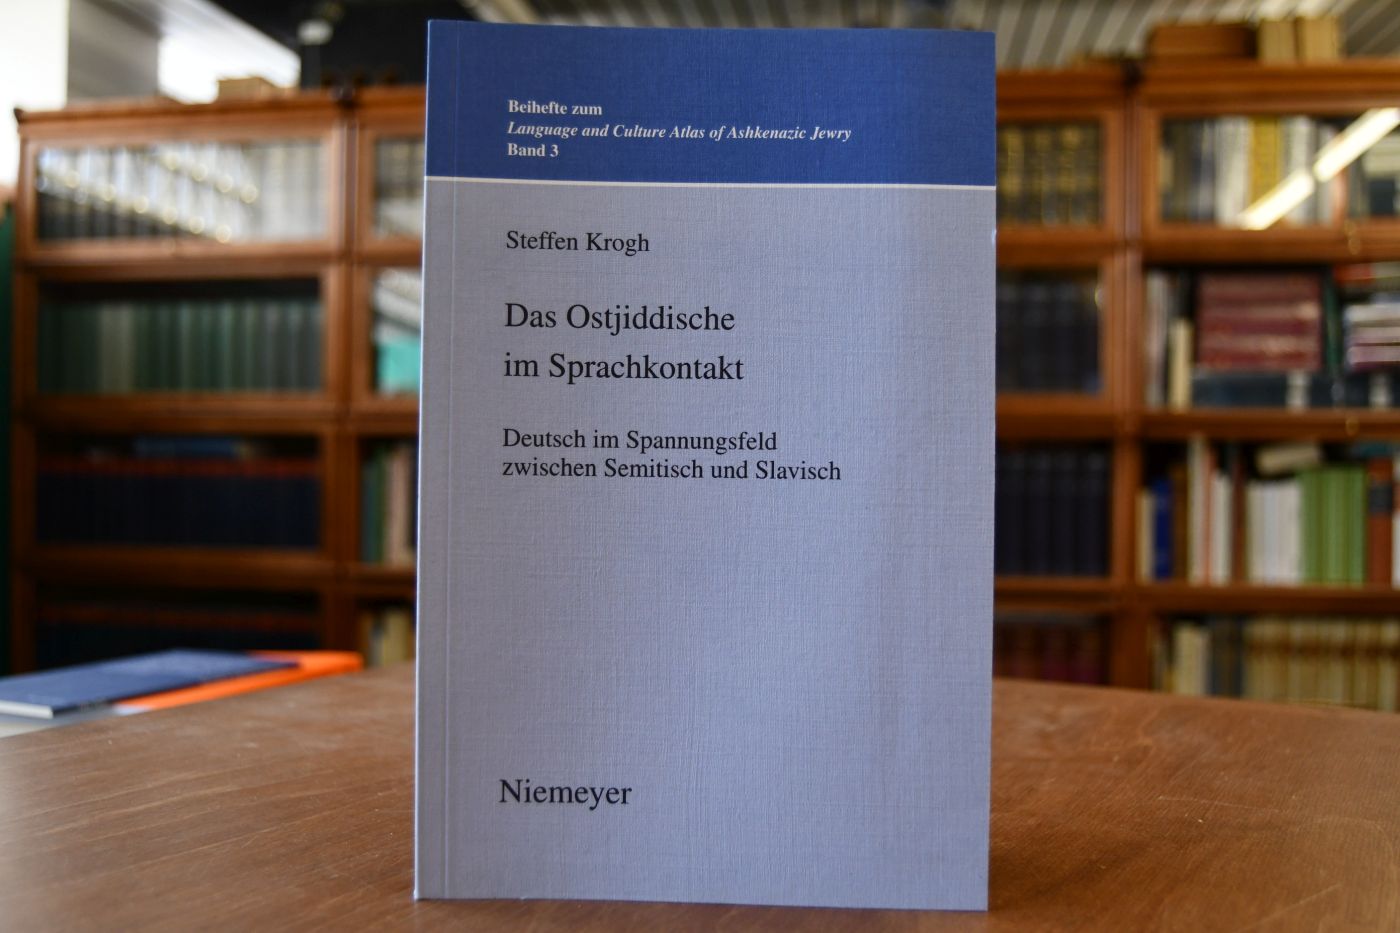 Beihefte zum
Language and Culture Atlas of Ashkenazic Jewry
Band 3
Steffen Krogh
Das Ostjiddische
im Sprachkontakt
Deutsch im Spannungsfeld
zwischen Semitisch und Slavisch
Niemeyer